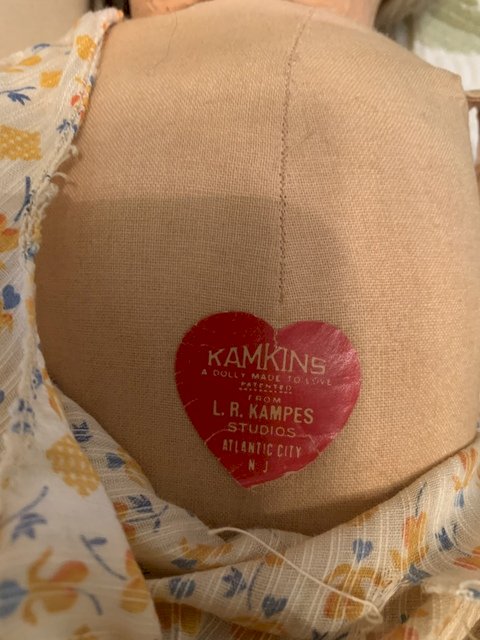 KAMKINS
A DOLLY MADE TO LOVE
PATENTED
FROM
L. R. KAMPES
STUDIOS
ATLANTIC CITY
N J